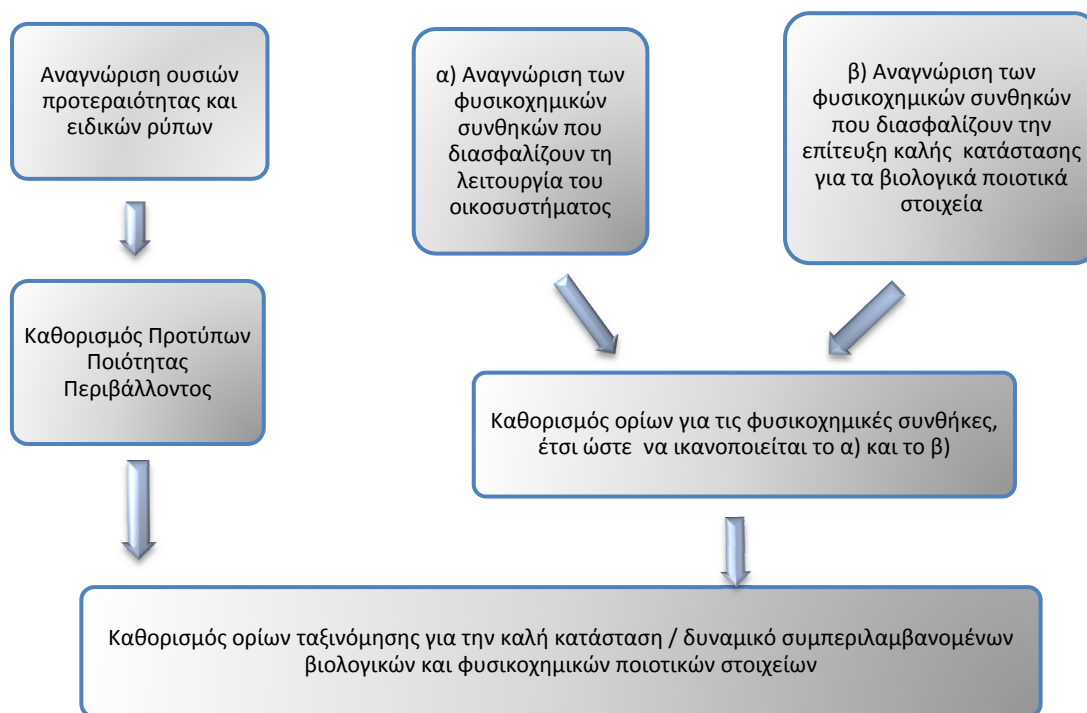 Αναγνώριση ουσιών
προτεραιότητας και
ειδικών ρύπων
α) Αναγνώριση των
φυσικοχημικών
συνθηκών που
διασφαλίζουν τη
λειτουργία του
οικοσυστήματος
β) Αναγνώριση των
φυσικοχημικών συνθηκών
που διασφαλίζουν την
επίτευξη καλής κατάστασης
για τα βιολογικά ποιοτικά
στοιχεία
Καθορισμός Προτύπων
Ποιότητας
Περιβάλλοντος
Καθορισμός ορίων για τις φυσικοχημικές συνθήκες,
έτσι ώστε να ικανοποιείται το α) και το β)
Καθορισμός ορίων ταξινόμησης για την καλή κατάσταση / δυναμικό συμπεριλαμβανομένων
βιολογικών και φυσικοχημικών ποιοτικών στοιχείων